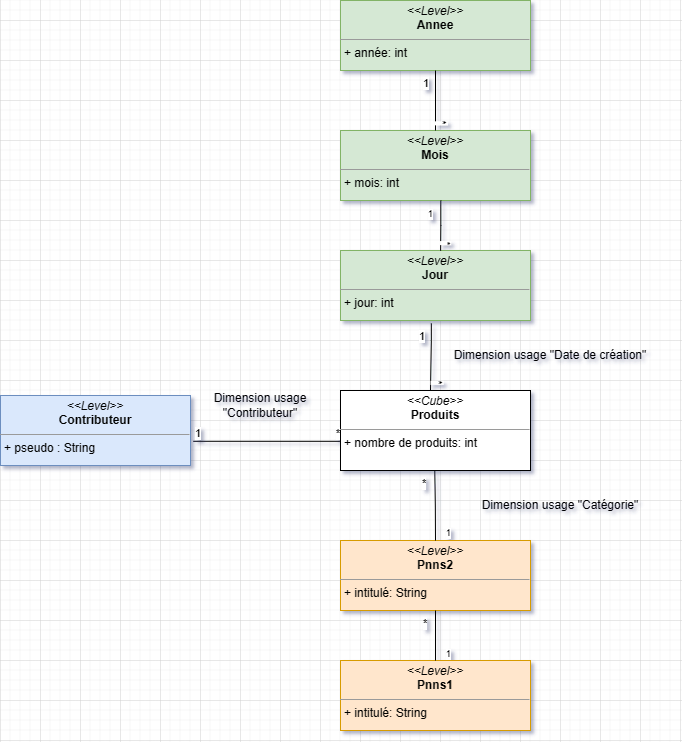 <<Level>>
Annee
+ année: int
1
*
<<Level>>
Mois
+ mois: int
1
*
<<Level>>
Jour
+ jour: int
1
Dimension usage "Date de création"
*
Dimension usage
"Contributeur"
<<Level>>
Contributeur
+ pseudo : String
1
*
<<Cube>>
Produits
+ nombre de produits: int
*
Dimension usage "Catégorie"
1
<<Level>>
Pnns2
+ intitulé: String
*
1
<<Level>>
Pnns1
+ intitulé: String